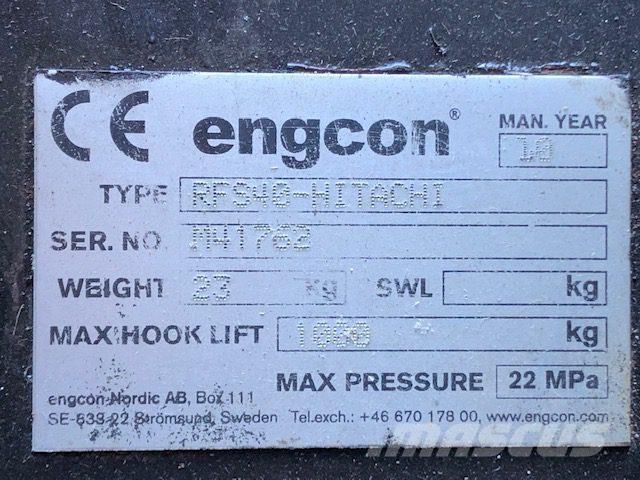 CE engcon® MAN. YEAR
10
TYPE RFS40-HITACHI
SER. NO. M41762
WEIGHT 23 kg SWL kg
MAX HOOK LIFT 1000 kg
MAX PRESSURE 22 MPa
engcon Nordic AB, Box 111
SE-833 22 Strömsund, Sweden Tel.exch.: +46 670 178 00, www.engcon.com
MASCUS